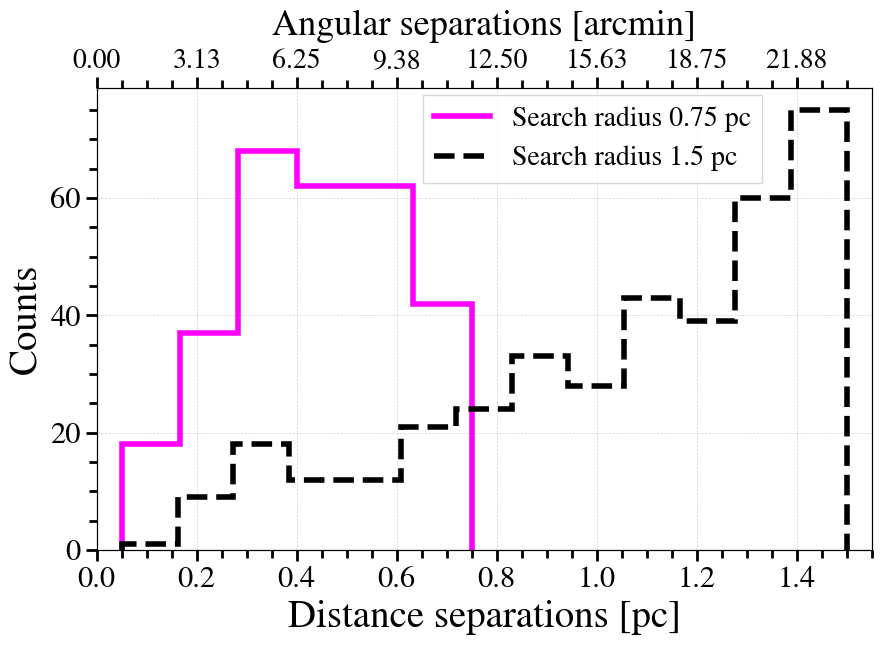 Angular separations [arcmin]
0.00 3.13 6.25 9.38 12.50 15.63 18.75 21.88
Search radius 0.75 pc
Search radius 1.5 pc
Counts
60
40
20
0
0.0 0.2 0.4 0.6 0.8 1.0 1.2 1.4
Distance separations [pc]